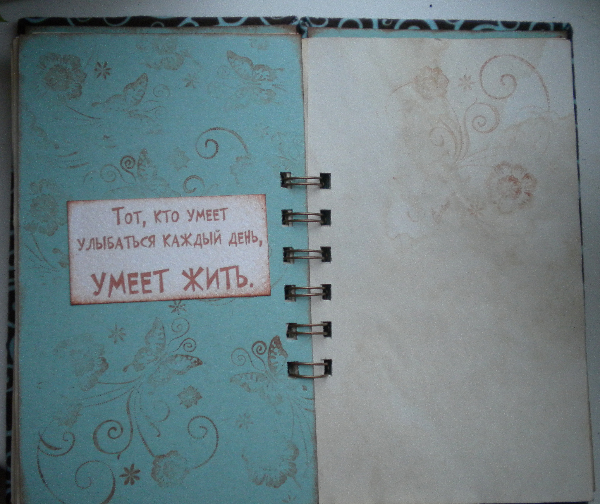 Тот, кто умеет
улыбаться каждый день,
УМЕЕТ ЖИТЬ.